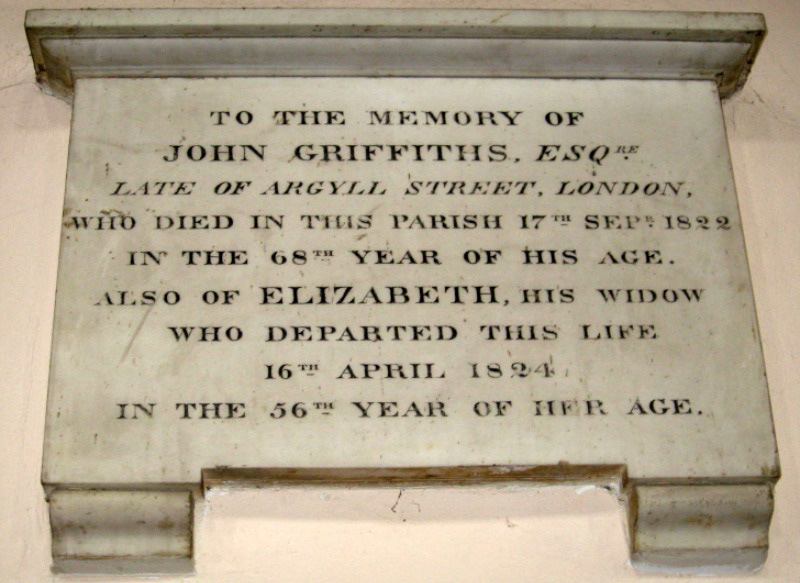 TO THE MEMORY OF
JOHN GRIFFITHS, ESQRE.
LATE OF ARGYLL STREET, LONDON,
WHO DIED IN THIS PARISH 17TH SEPR. 1822
IN THE 68TH YEAR OF HIS AGE.
ALSO OF ELIZABETH, HIS WIDOW
WHO DEPARTED THIS LIFE
16TH APRIL 1824
IN THE 56TH YEAR OF HER AGE.